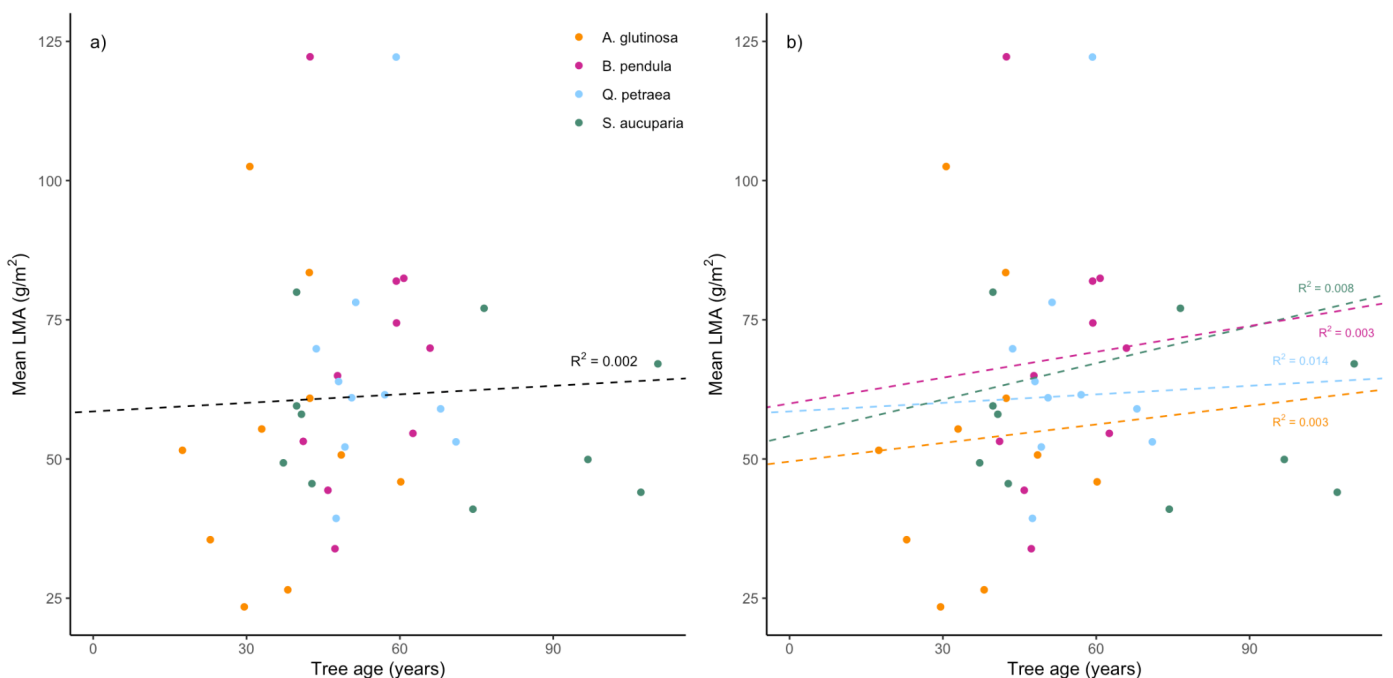 a)
A. glutinosa
B. pendula
Q. petraea
S. aucuparia
125
100
75
50
25
Mean LMA (g/m²)
R² = 0.002
0
30
60
90
Tree age (years)
b)
125
100
75
50
25
Mean LMA (g/m²)
R² = 0.008
R² = 0.003
R² = 0.014
R² = 0.003
0
30
60
90
Tree age (years)